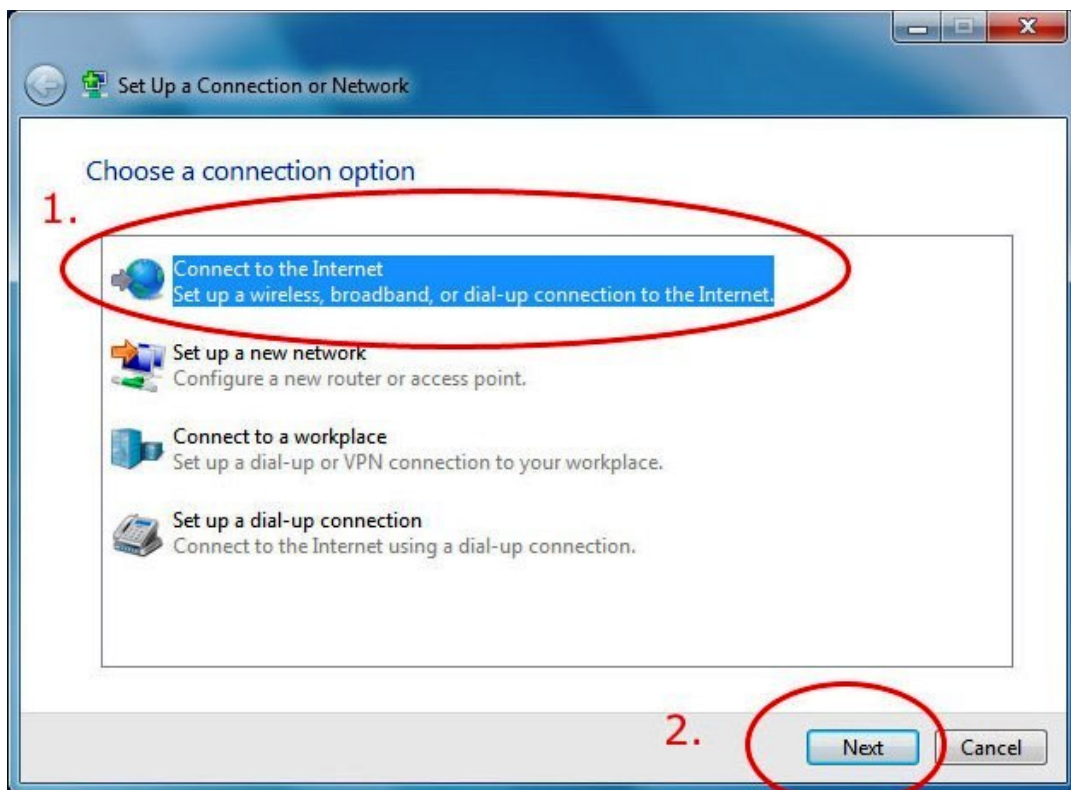 Set Up a Connection or Network
Choose a connection option
1.
Connect to the Internet
Set up a wireless, broadband, or dial-up connection to the Internet.
Set up a new network
Configure a new router or access point.
Connect to a workplace
Set up a dial-up or VPN connection to your workplace.
Set up a dial-up connection
Connect to the Internet using a dial-up connection.
2.
Next
Cancel